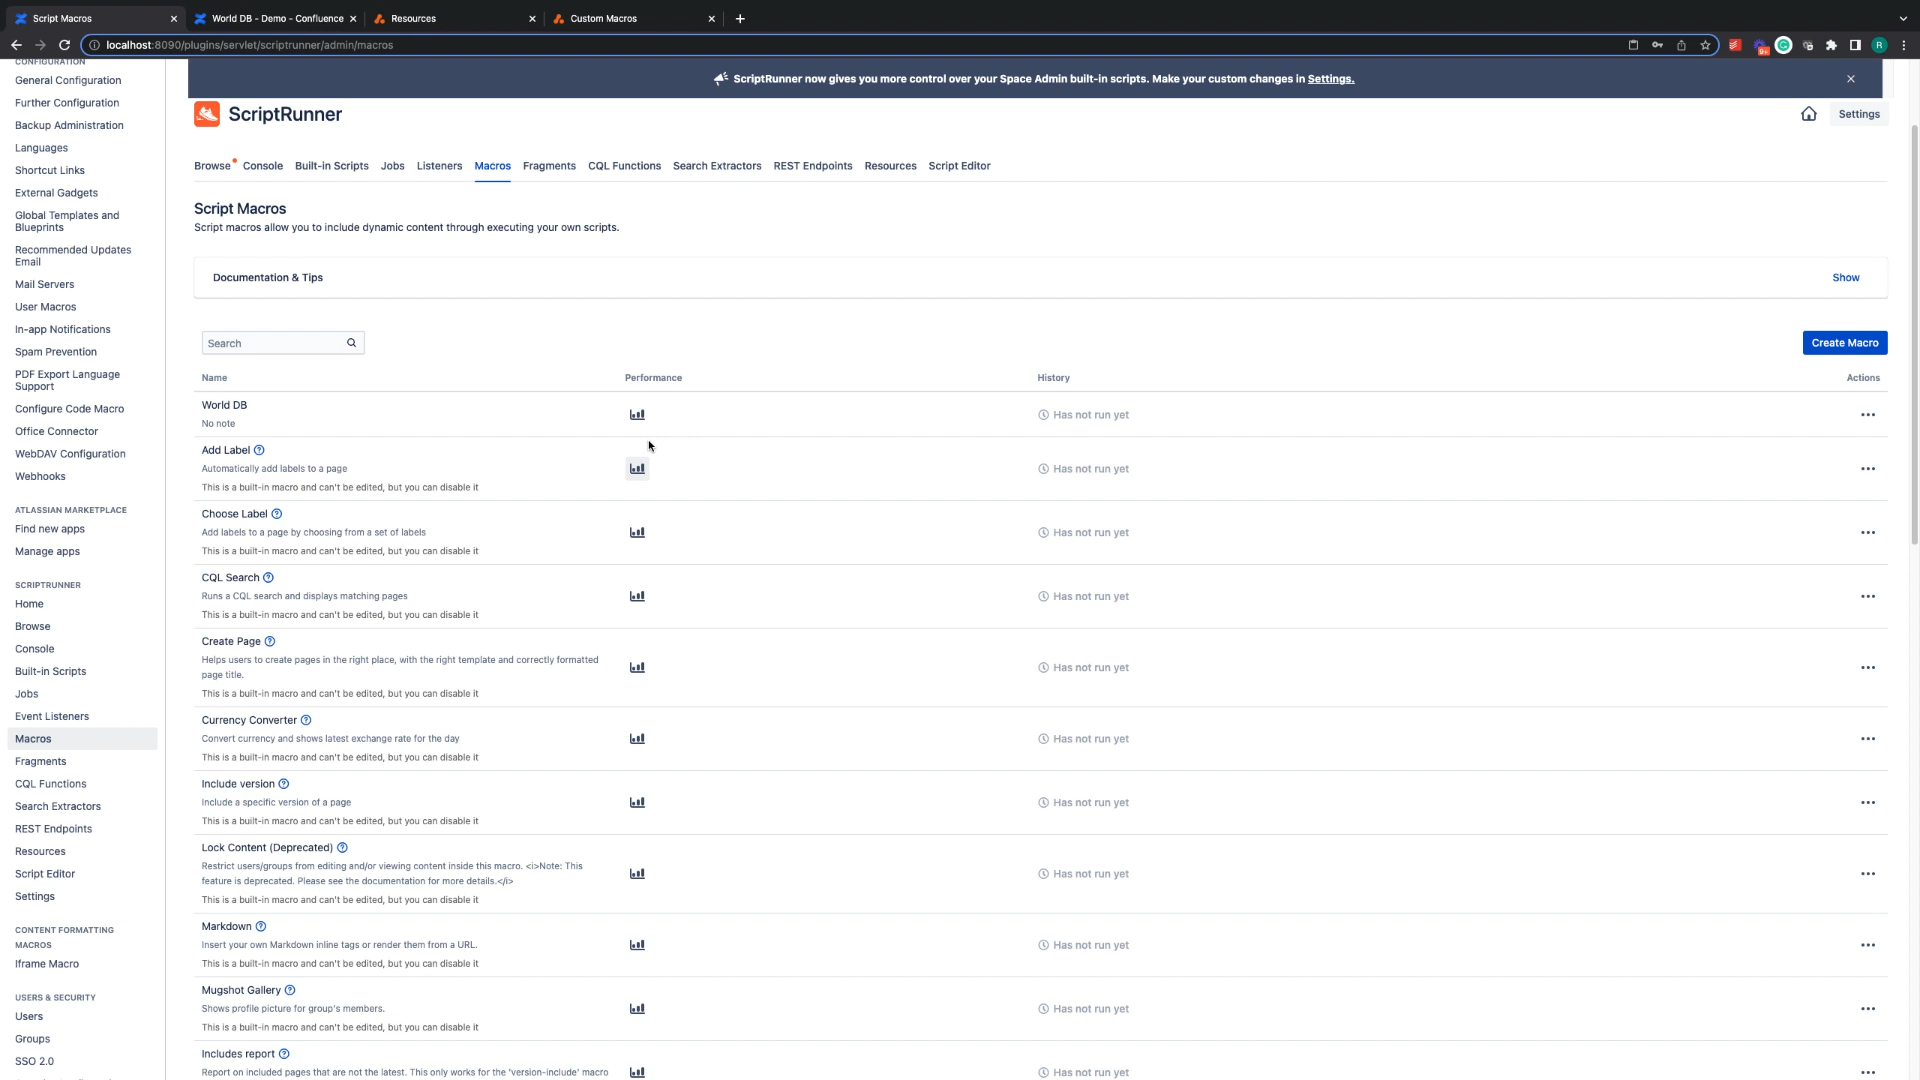 Script Macros
World DB - Demo - Confluence
Resources
Custom Macros
localhost:8090/plugins/servlet/scriptrunner/admin/macros
9+
R
CONFIGURATION
General Configuration
Further Configuration
Backup Administration
Languages
Shortcut Links
External Gadgets
Global Templates and
Blueprints
Recommended Updates
Email
Mail Servers
User Macros
In-app Notifications
Spam Prevention
PDF Export Language
Support
Configure Code Macro
Office Connector
WebDAV Configuration
Webhooks
ATLASSIAN MARKETPLACE
Find new apps
Manage apps
SCRIPTRUNNER
Home
Browse
Console
Built-in Scripts
Jobs
Event Listeners
Macros
Fragments
CQL Functions
Search Extractors
REST Endpoints
Resources
Script Editor
Settings
CONTENT FORMATTING
MACROS
Iframe Macro
USERS & SECURITY
Users
Groups
SSO 2.0
ScriptRunner now gives you more control over your Space Admin built-in scripts. Make your custom changes in Settings.
ScriptRunner
Settings
Browse Console Built-in Scripts Jobs Listeners Macros Fragments CQL Functions Search Extractors REST Endpoints Resources Script Editor
Script Macros
Script macros allow you to include dynamic content through executing your own scripts.
Documentation & Tips
Show
Search
Create Macro
Name Performance History Actions
World DB
No note
Has not run yet
Add Label
Automatically add labels to a page
This is a built-in macro and can't be edited, but you can disable it
Has not run yet
Choose Label
Add labels to a page by choosing from a set of labels
This is a built-in macro and can't be edited, but you can disable it
Has not run yet
CQL Search
Runs a CQL search and displays matching pages
This is a built-in macro and can't be edited, but you can disable it
Has not run yet
Create Page
Helps users to create pages in the right place, with the right template and correctly formatted
page title.
This is a built-in macro and can't be edited, but you can disable it
Has not run yet
Currency Converter
Convert currency and shows latest exchange rate for the day
This is a built-in macro and can't be edited, but you can disable it
Has not run yet
Include version
Include a specific version of a page
This is a built-in macro and can't be edited, but you can disable it
Has not run yet
Lock Content (Deprecated)
Restrict users/groups from editing and/or viewing content inside this macro. <i>Note: This
feature is deprecated. Please see the documentation for more details.</i>
This is a built-in macro and can't be edited, but you can disable it
Has not run yet
Markdown
Insert your own Markdown inline tags or render them from a URL.
This is a built-in macro and can't be edited, but you can disable it
Has not run yet
Mugshot Gallery
Shows profile picture for group's members.
This is a built-in macro and can't be edited, but you can disable it
Has not run yet
Includes report
Report on included pages that are not the latest. This only works for the 'version-include' macro
Has not run yet